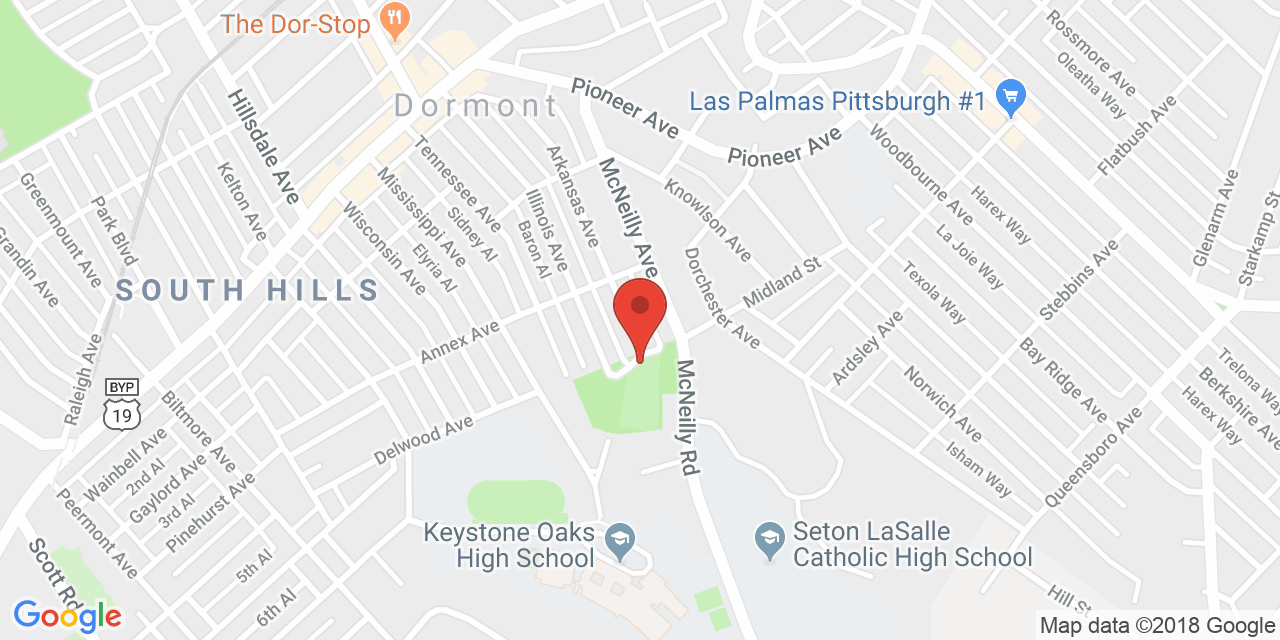 The Dor-Stop
Dormont
Pioneer Ave
Las Palmas Pittsburgh #1
Pioneer Ave
Rossmore Ave
Oleatha Way
Flatbush Ave
Hillsdale Ave
Kelton Ave
Greenmount Ave
Park Blvd
Grandin Ave
Tennessee Ave
Mississippi Ave
Sidney Al
Wisconsin Ave
Elyria Al
Arkansas Ave
Illinois Ave
Baron Al
McNeilly Ave
Knowlson Ave
Woodbourne Ave
Harex Way
La Joie Way
Glenarm Ave
Starkamp St
SOUTH HILLS
Dorchester Ave
Midland St
Texola Way
Stebbins Ave
Annex Ave
Ardsley Ave
Bay Ridge Ave
Raleigh Ave
BYP
19
Biltmore Ave
Delwood Ave
McNeilly Rd
Norwich Ave
Isham Way
Queensboro Ave
Trelona Way
Berkshire Ave
Harex Way
Wainbell Ave
2nd Al
Gaylord Ave
3rd Al
Pinehurst Ave
Peermont Ave
5th Al
6th Al
Scott Rd
Keystone Oaks
High School
Seton LaSalle
Catholic High School
Hill St
Google
Map data ©2018 Google